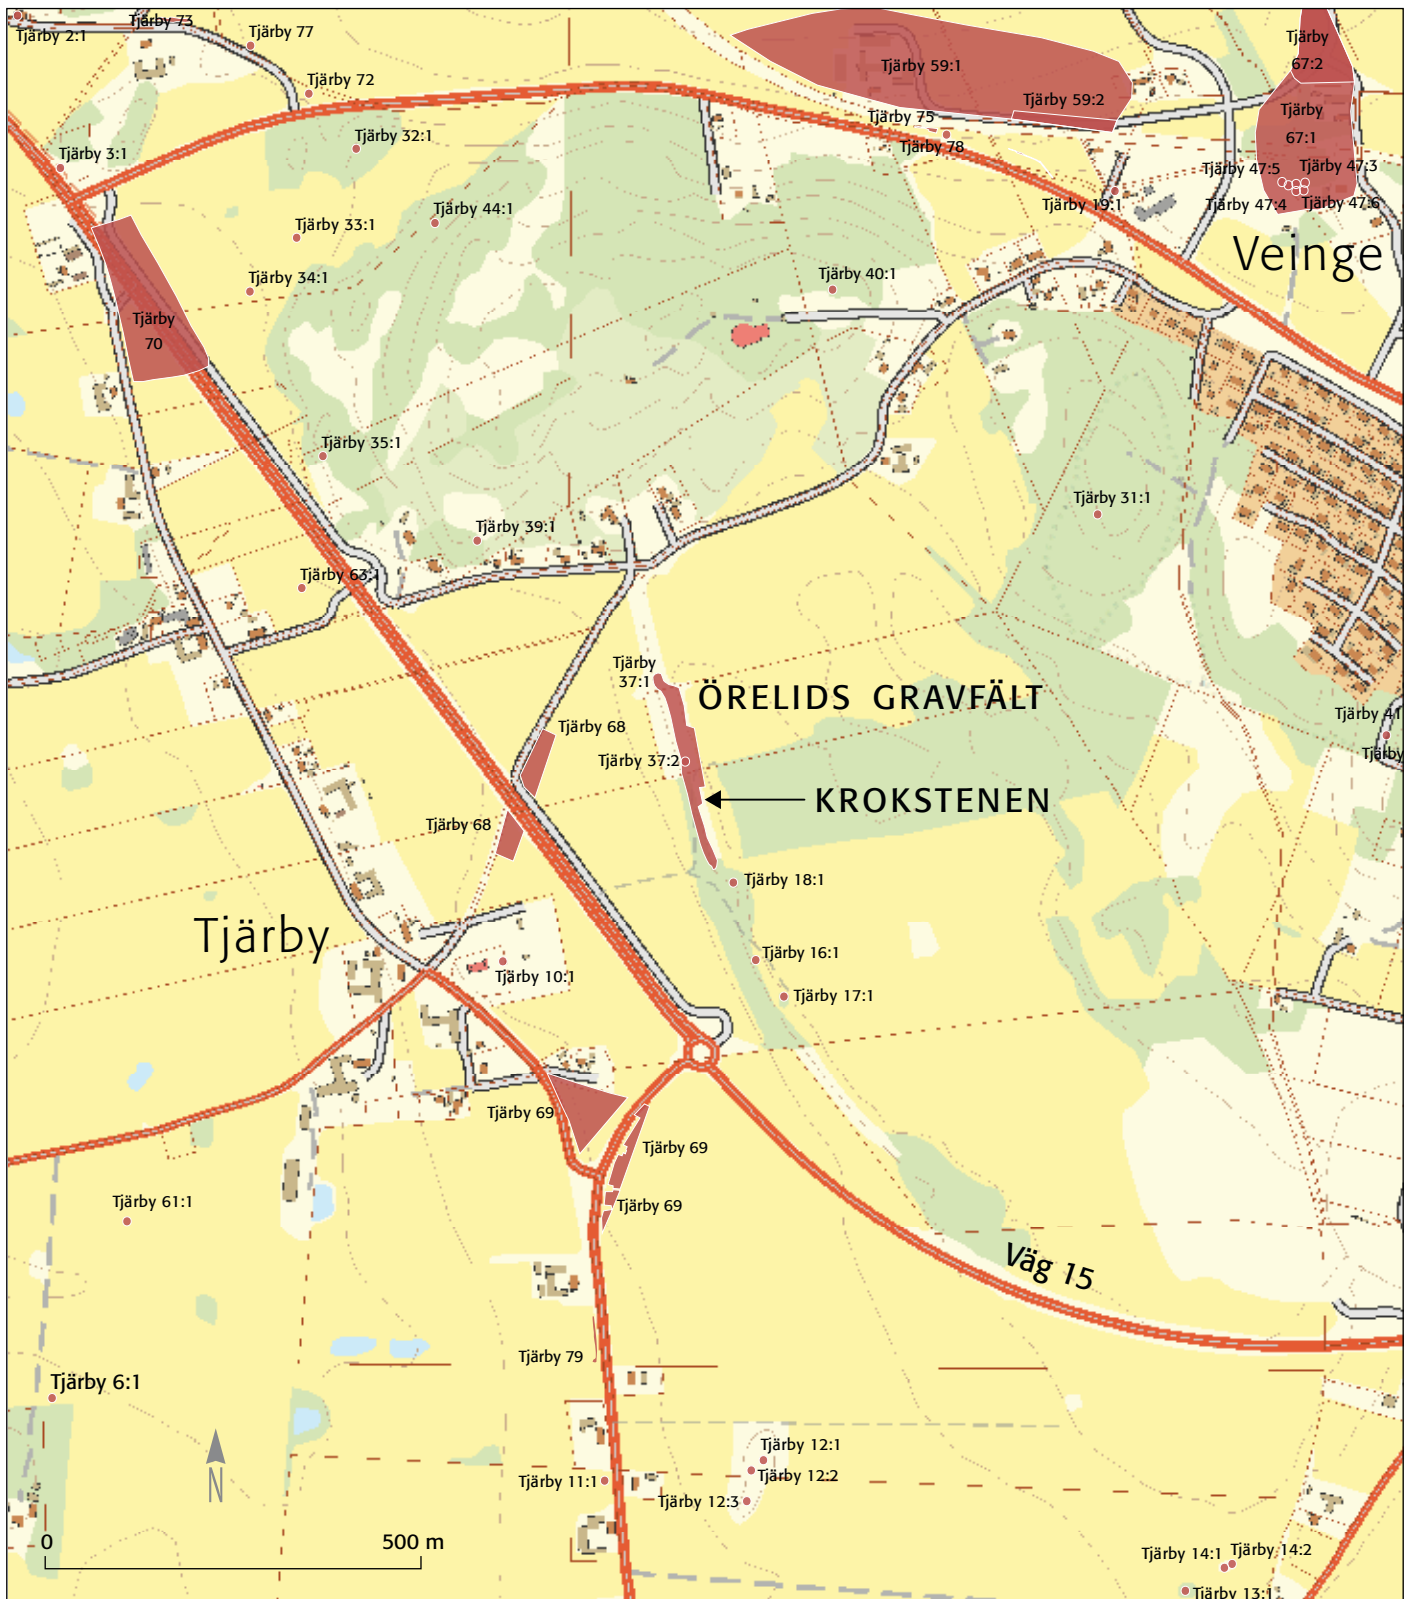 Tjärby 73
Tjärby 2:1
Tjärby 77
Tjärby 72
Tjärby 59:1
Tjärby 59:2
Tjärby
67:2
Tjärby
67:1
Tjärby 75
Tjärby 78
Tjärby 32:1
Tjärby 3:1
Tjärby 47:5
Tjärby 47:3
Tjärby 47:4
Tjärby 47:6
Tjärby 19:1
Tjärby 44:1
Tjärby 33:1
Veinge
Tjärby 34:1
Tjärby 40:1
Tjärby
70
Tjärby 35:1
Tjärby 31:1
Tjärby 39:1
Tjärby 63:1
Tjärby
37:1
ÖRELIDS GRAVFÄLT
Tjärby 41
Tjärby 68
Tjärby
Tjärby 37:2
KROKSTENEN
Tjärby 68
Tjärby 18:1
Tjärby
Tjärby 16:1
Tjärby 10:1
Tjärby 17:1
Tjärby 69
Tjärby 69
Tjärby 61:1
Tjärby 69
Väg 15
Tjärby 79
Tjärby 6:1
Tjärby 12:1
Tjärby 12:2
Tjärby 11:1
Tjärby 12:3
N
0 500 m
Tjärby 14:1
Tjärby 14:2
Tjärby 13:1